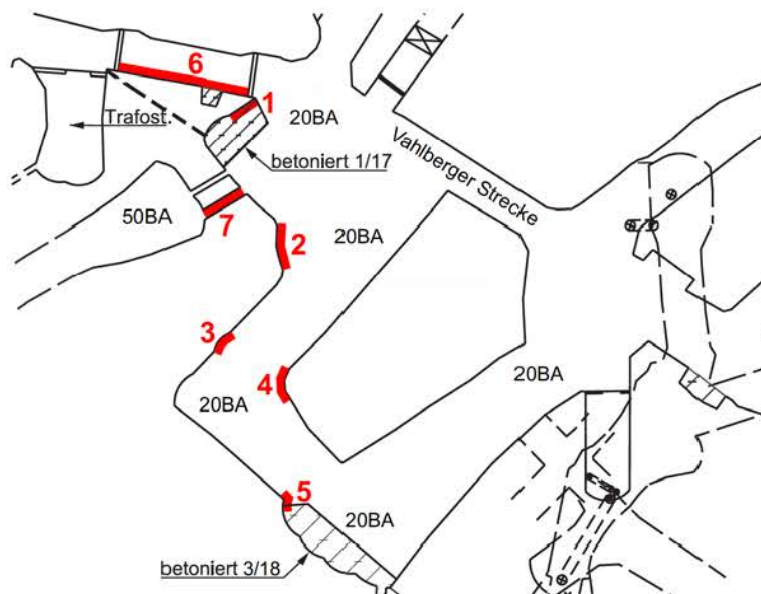 6
1
20BA
Trafost.
betoniert 1/17
Vahlberger Strecke
50BA
7
2
20BA
3
4
20BA
20BA
5
20BA
betoniert 3/18